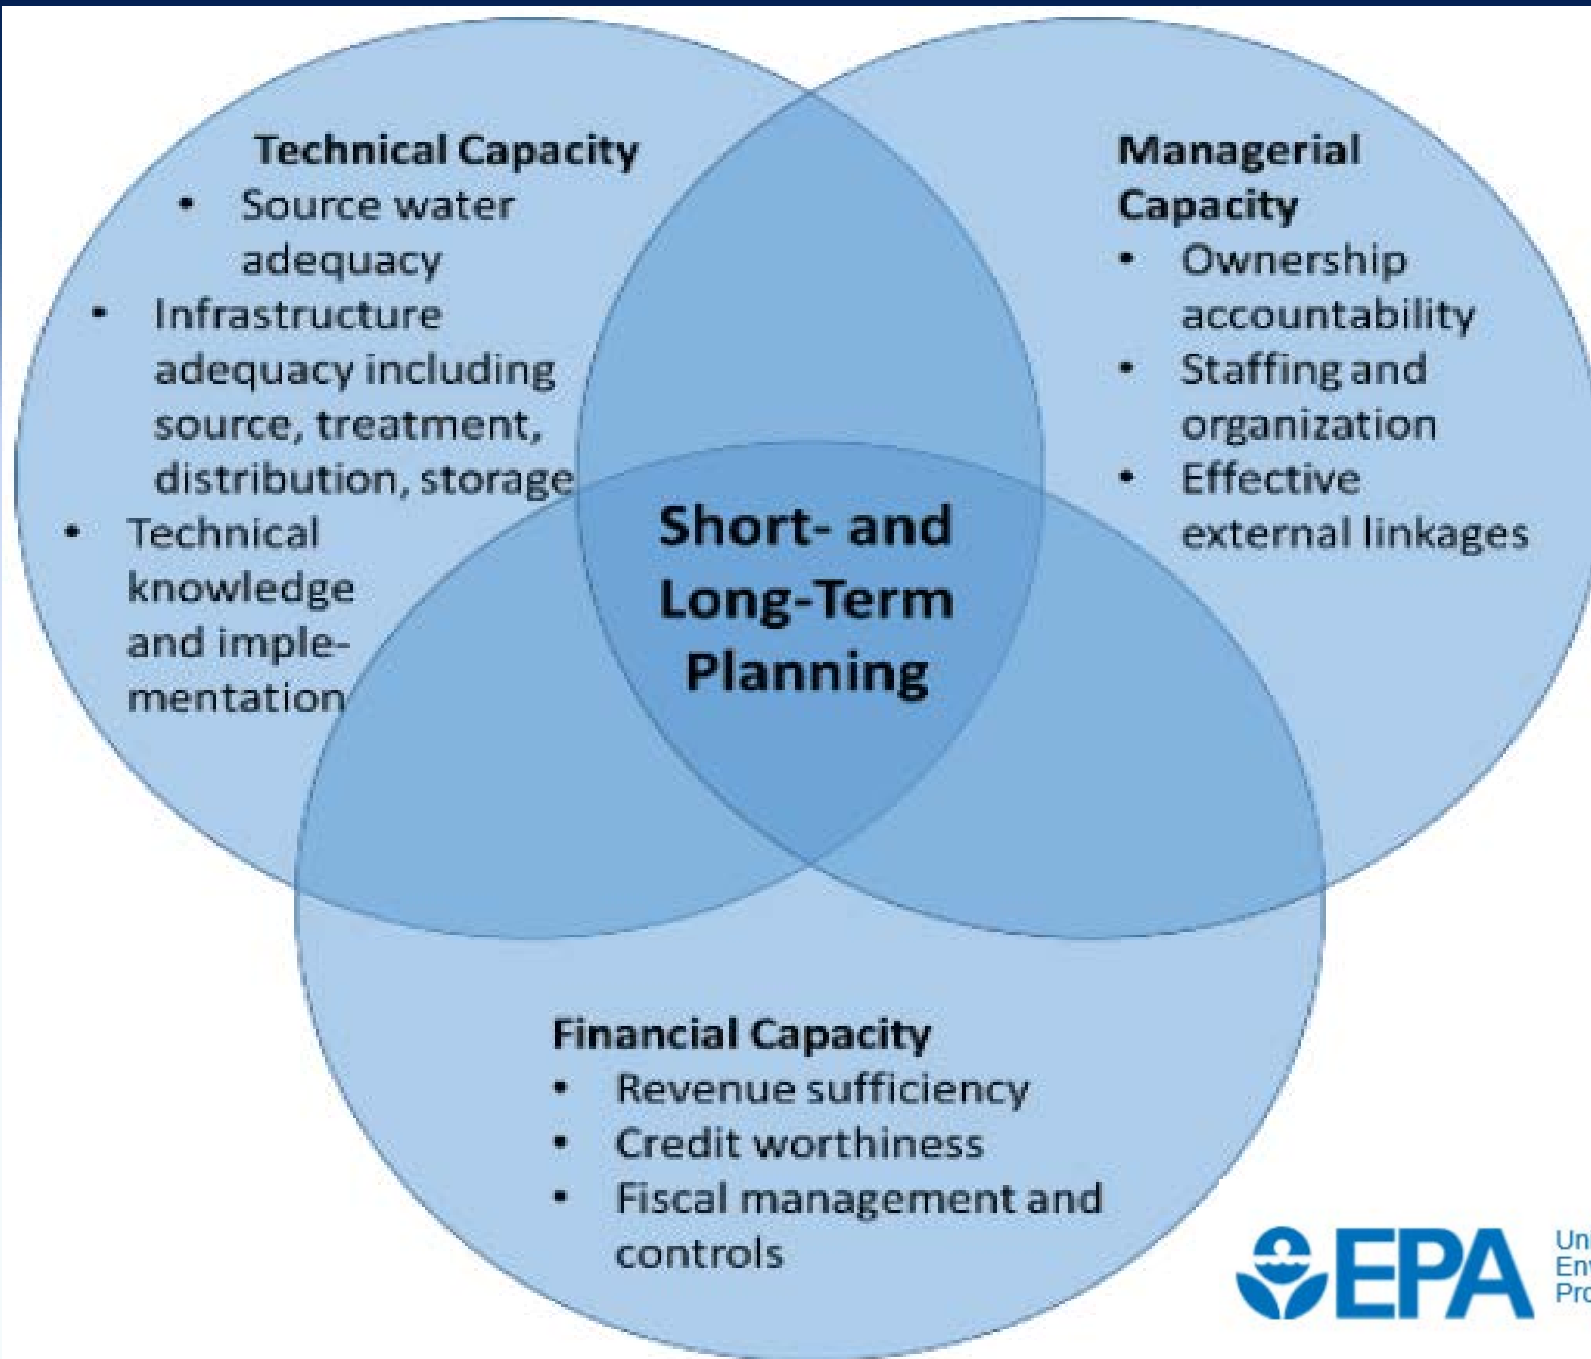 Technical Capacity
• Source water
adequacy
• Infrastructure
adequacy including
source, treatment,
distribution, storage
• Technical
knowledge
and imple-
mentation
Managerial
Capacity
• Ownership
accountability
• Staffing and
organization
• Effective
external linkages
Short- and
Long-Term
Planning
Financial Capacity
• Revenue sufficiency
• Credit worthiness
• Fiscal management and
controls
EPA